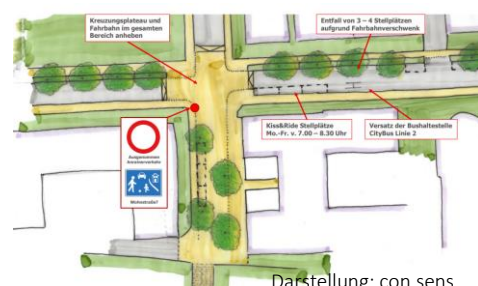 Kreuzungsplateau und
Fahrbahn im gesamten
Bereich anheben
Entfall von 3 – 4 Stellplätzen
aufgrund Fahrbahnverschwenk
Kiss&Ride Stellplätze
Mo.-Fr. v. 7.00 - 8.30 Uhr
Versatz der Bushaltestelle
CityBus Linie 2
Ausgenommen
Anrainerverkehr
Wohnstraße?
Darstellung: con.sens